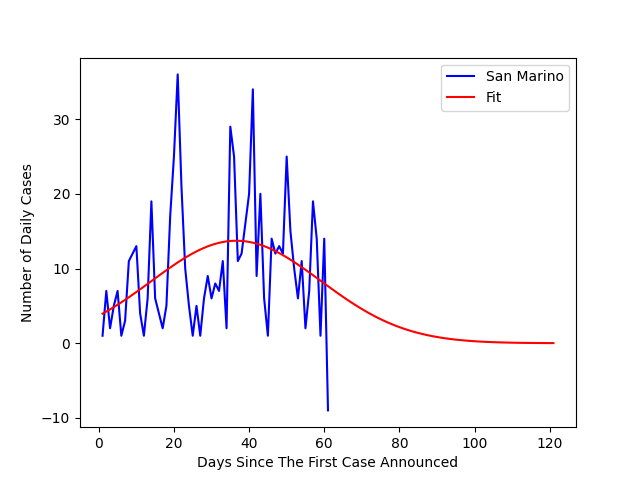 San Marino
Fit
30
20
10
0
−10
Number of Daily Cases
0 20 40 60 80 100 120
Days Since The First Case Announced